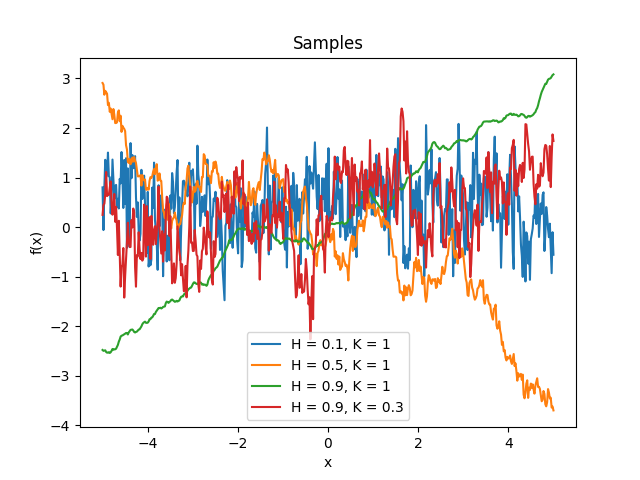 Samples
f(x)
3
2
1
0
−1
−2
−3
−4
H = 0.1, K = 1
H = 0.5, K = 1
H = 0.9, K = 1
H = 0.9, K = 0.3
−4 −2 0 2 4
x